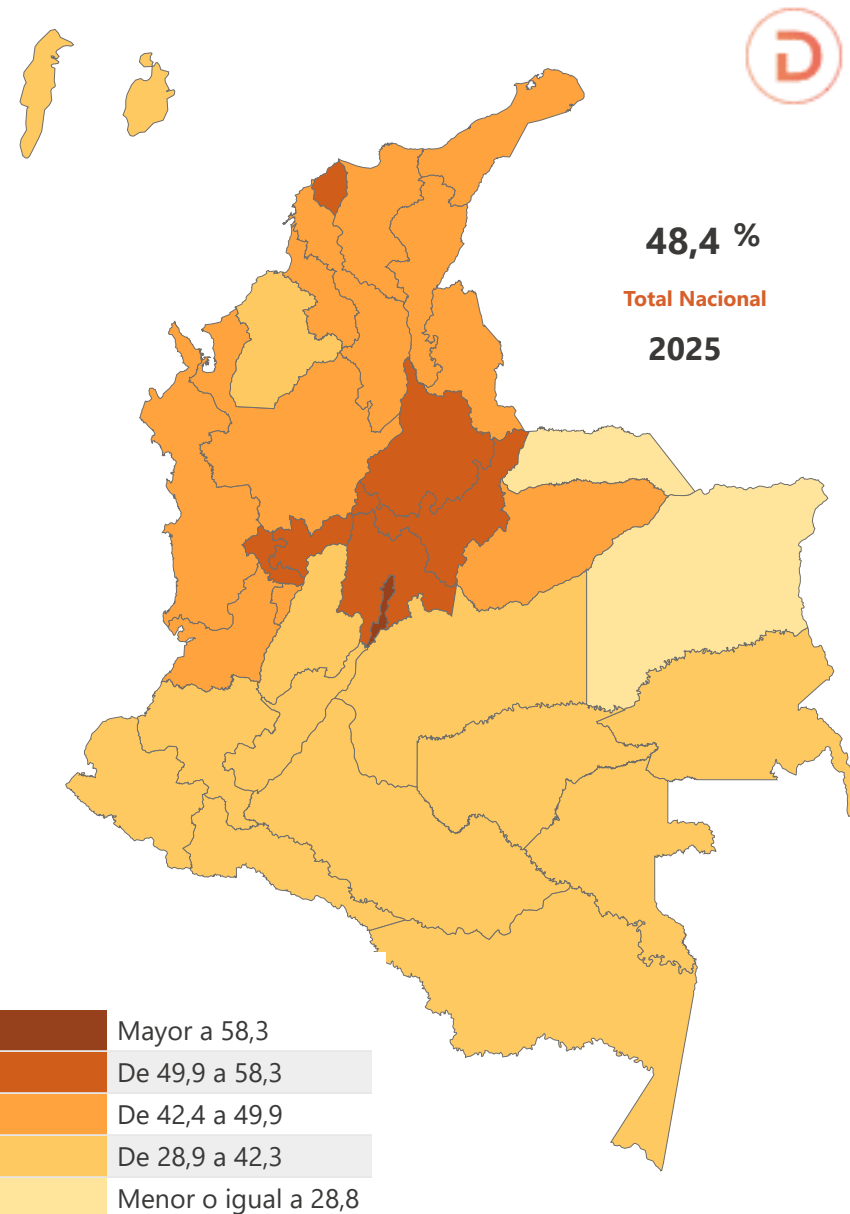 D
48,4 %
Total Nacional
2025
Mayor a 58,3
De 49,9 a 58,3
De 42,4 a 49,9
De 28,9 a 42,3
Menor o igual a 28,8